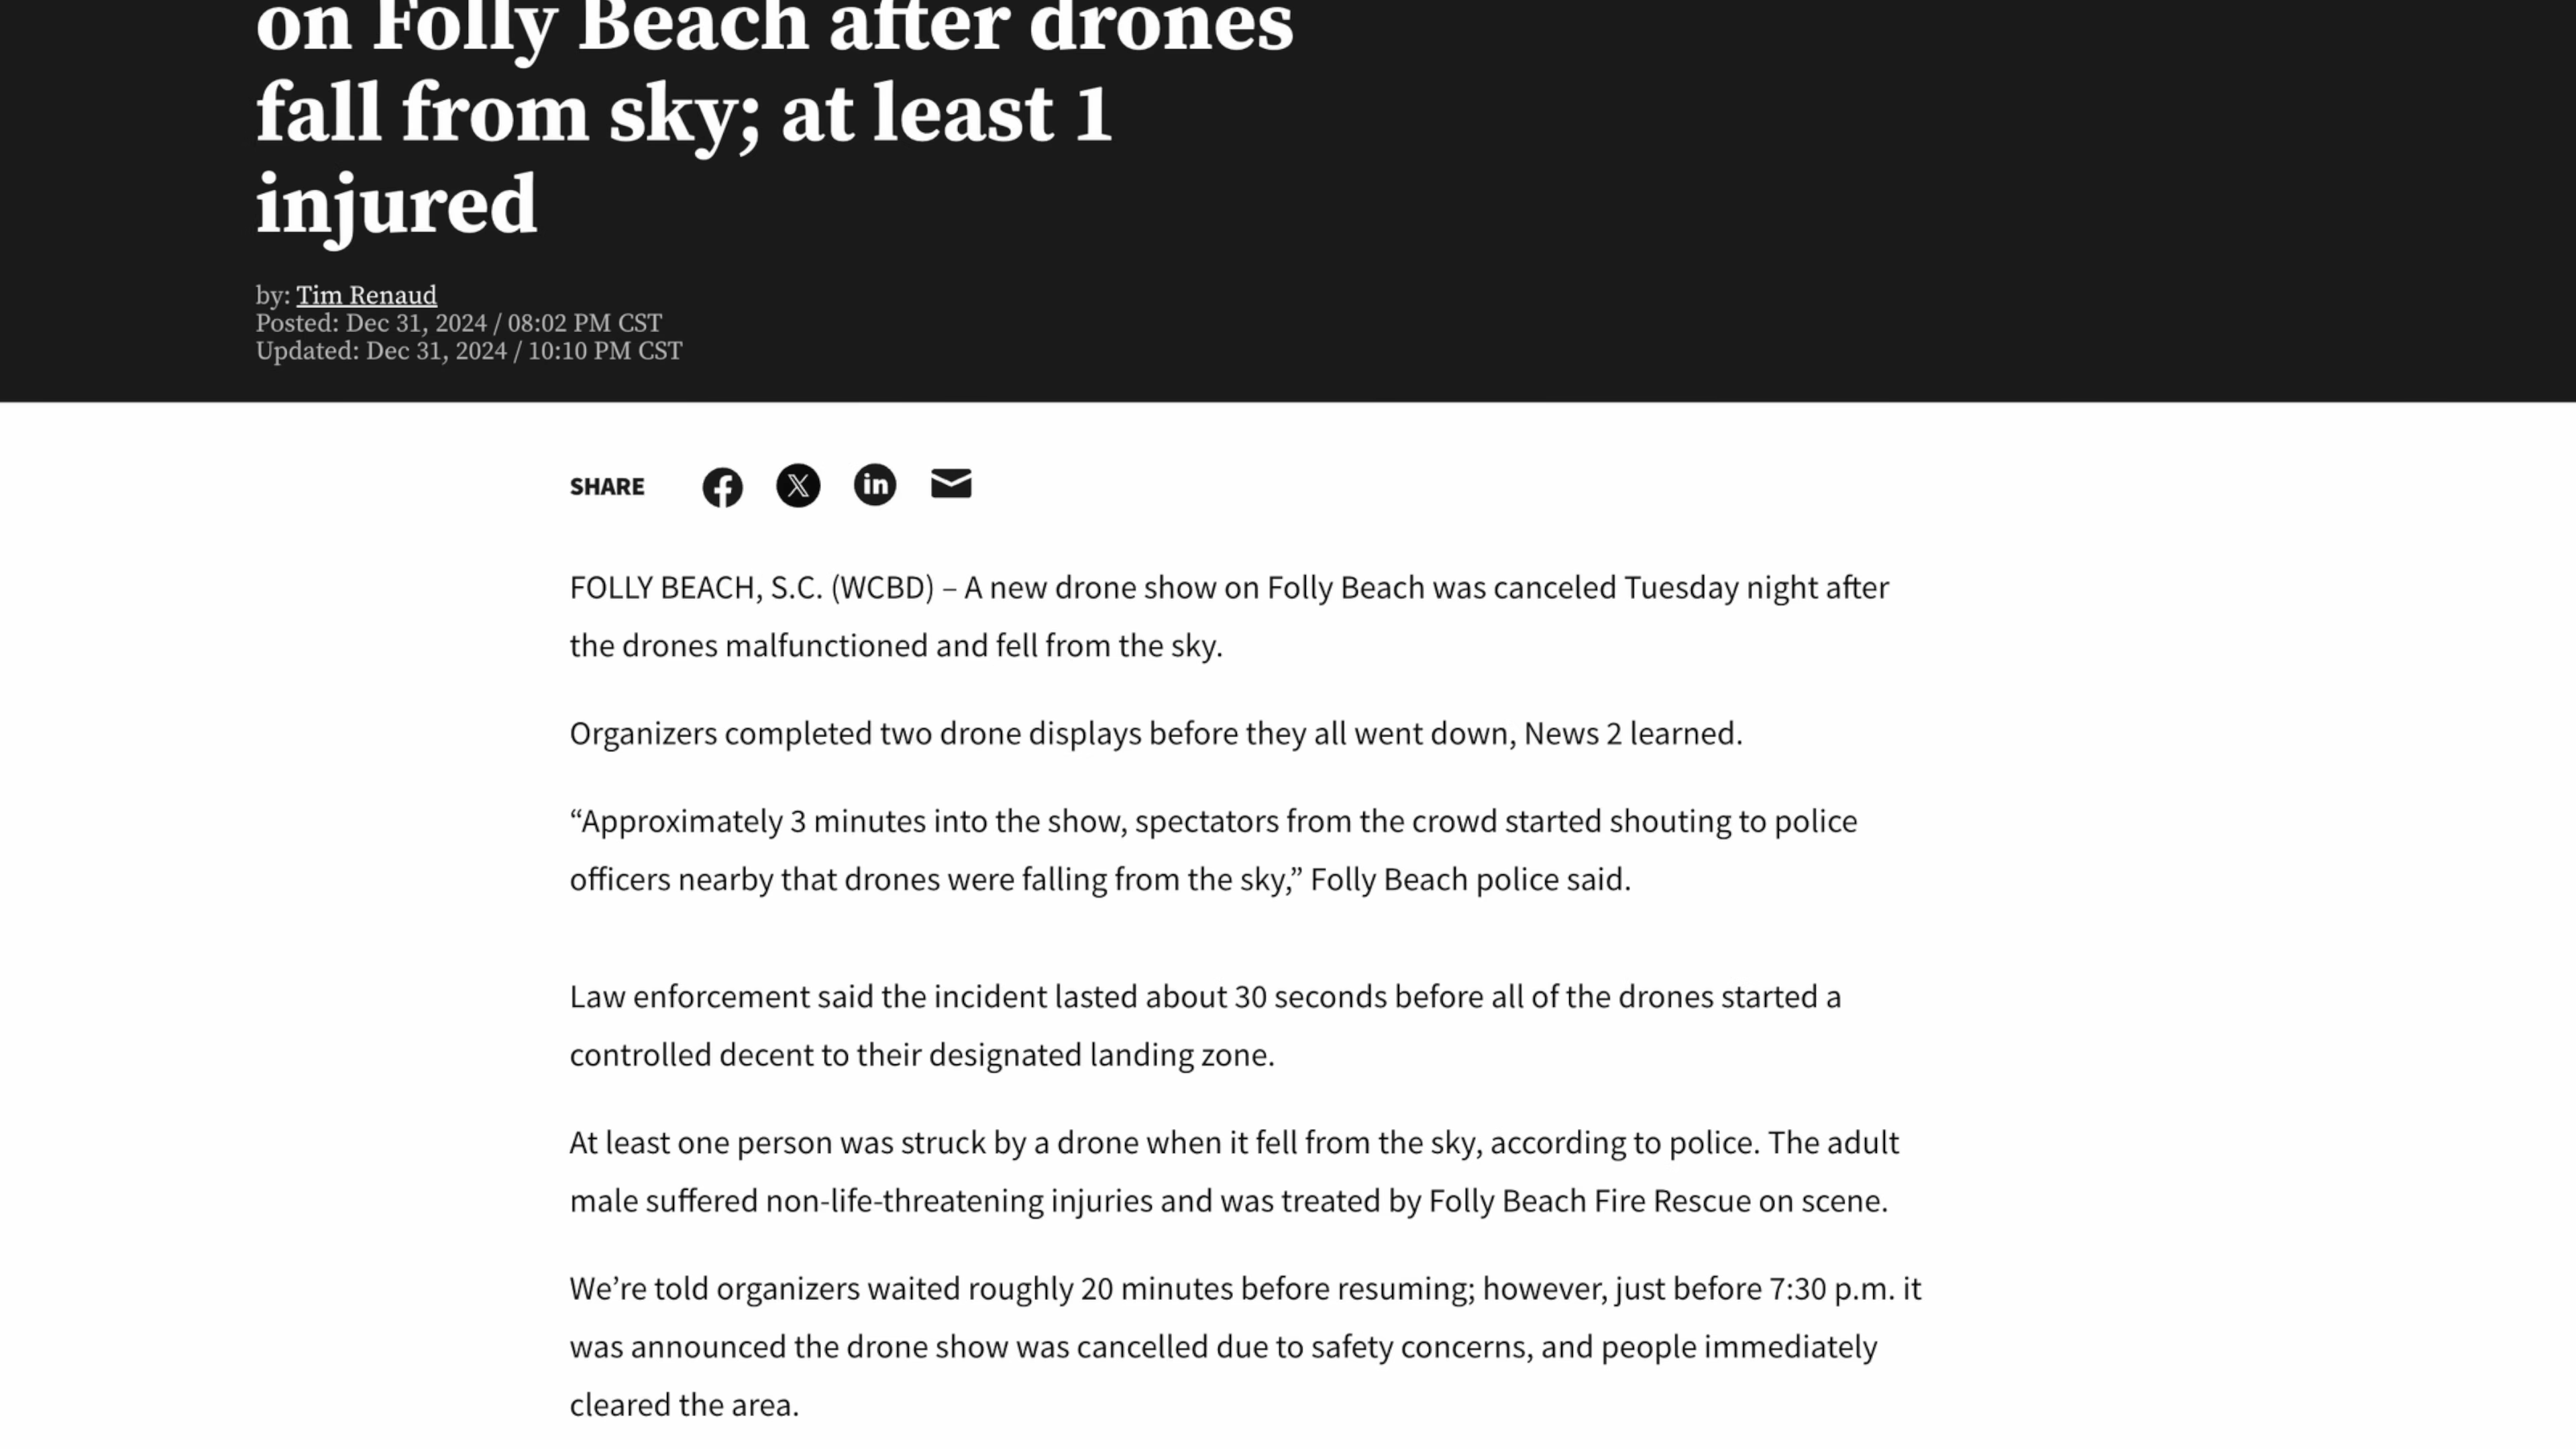 on Folly Beach after drones
fall from sky; at least 1
injured
by: Tim Renaud
Posted: Dec 31, 2024 / 08:02 PM CST
Updated: Dec 31, 2024 / 10:10 PM CST
SHARE
FOLLY BEACH, S.C. (WCBD) – A new drone show on Folly Beach was canceled Tuesday night after
the drones malfunctioned and fell from the sky.
Organizers completed two drone displays before they all went down, News 2 learned.
“Approximately 3 minutes into the show, spectators from the crowd started shouting to police
officers nearby that drones were falling from the sky,” Folly Beach police said.
Law enforcement said the incident lasted about 30 seconds before all of the drones started a
controlled decent to their designated landing zone.
At least one person was struck by a drone when it fell from the sky, according to police. The adult
male suffered non-life-threatening injuries and was treated by Folly Beach Fire Rescue on scene.
We’re told organizers waited roughly 20 minutes before resuming; however, just before 7:30 p.m. it
was announced the drone show was cancelled due to safety concerns, and people immediately
cleared the area.